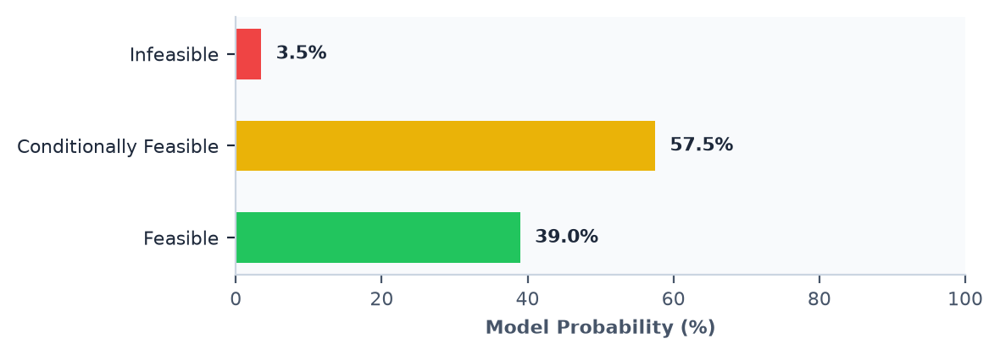 Infeasible 3.5%
Conditionally Feasible 57.5%
Feasible 39.0%
0 20 40 60 80 100
Model Probability (%)